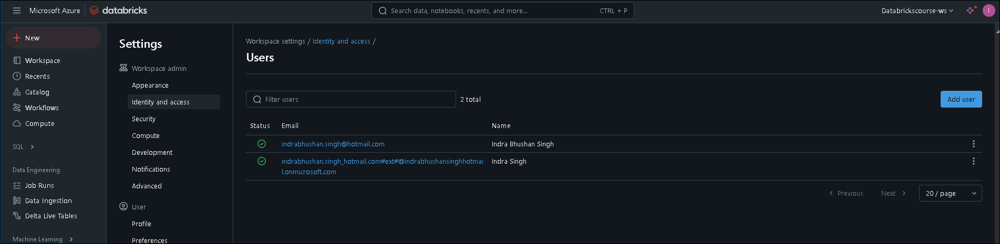 Microsoft Azure databricks Search data, notebooks, recents, and more... CTRL + P Databrickscourse-ws I
New
Workspace
Recents
Catalog
Workflows
Compute
SQL
Data Engineering
Job Runs
Data Ingestion
Delta Live Tables
Machine Learning
Settings
Workspace admin
Appearance
Identity and access
Security
Compute
Development
Notifications
Advanced
User
Profile
Preferences
Workspace settings / Identity and access /
Users
Filter users 2 total Add user
Status Email Name
indrabhushan.singh@hotmail.com Indra Bhushan Singh
indrabhushan.singh_hotmail.com#ext#@indrabhushansinghhotmai Indra Singh
l.onmicrosoft.com
Previous Next 20 / page